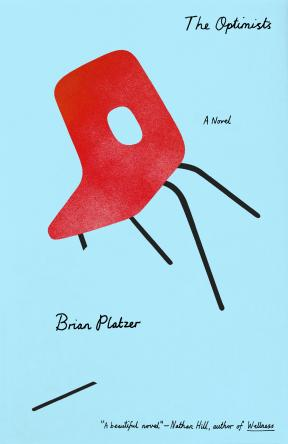 The Optimists
A Novel
Brian Platzer
"A beautiful novel"—Nathan Hill, author of Wellness